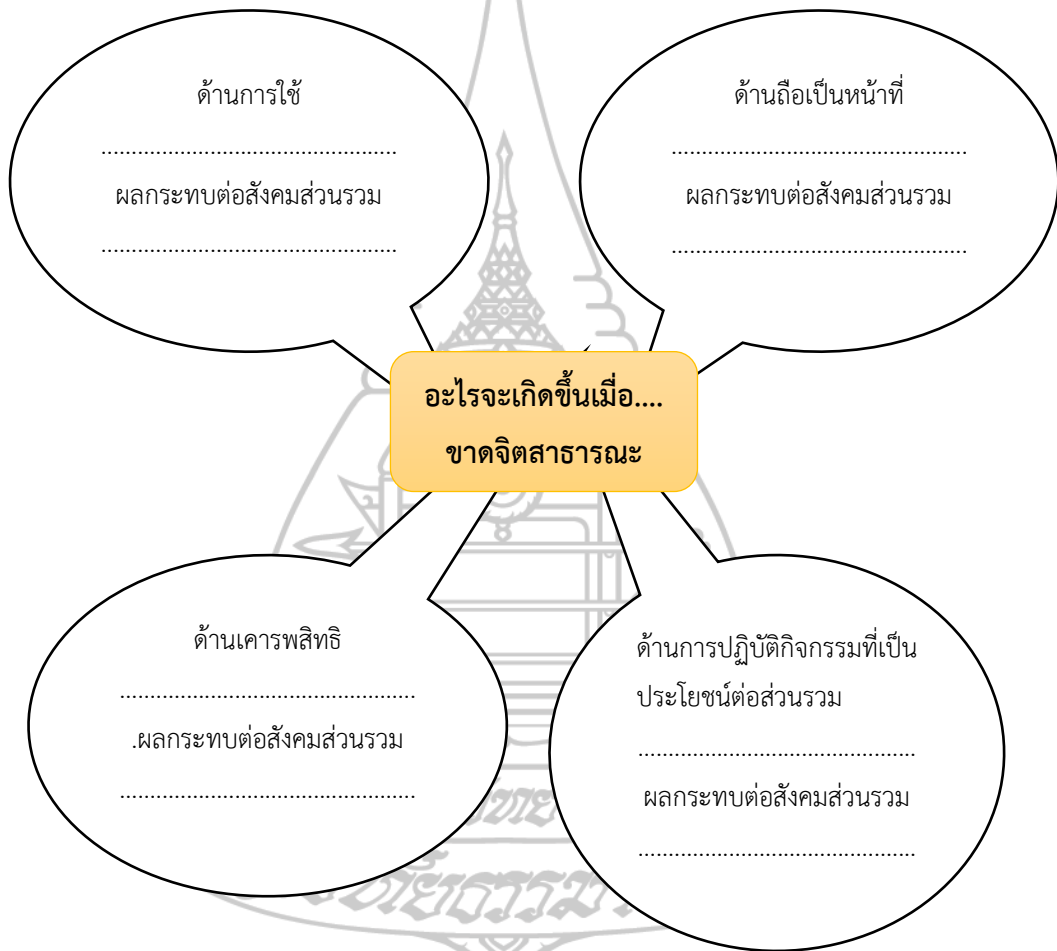 ด้านการใช้
.................................................
ผลกระทบต่อสังคมส่วนรวม
.................................................
ด้านถือเป็นหน้าที่
.................................................
ผลกระทบต่อสังคมส่วนรวม
.................................................
อะไรจะเกิดขึ้นเมื่อ....
ขาดจิตสาธารณะ
ด้านเคารพสิทธิ
.................................................
.ผลกระทบต่อสังคมส่วนรวม
.................................................
ด้านการปฏิบัติกิจกรรมที่เป็น
ประโยชน์ต่อส่วนรวม
..............................................
ผลกระทบต่อสังคมส่วนรวม
..............................................